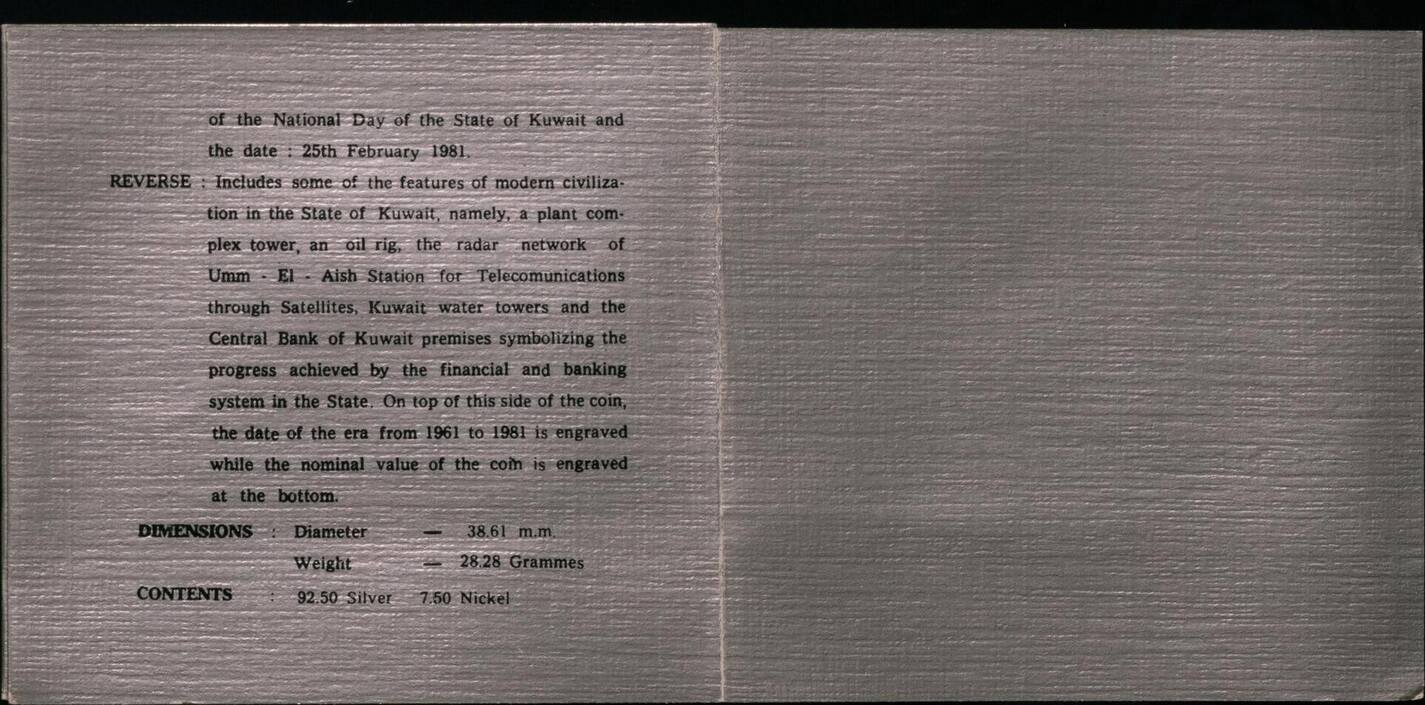 of the National Day of the State of Kuwait and
the date : 25th February 1981.
REVERSE : Includes some of the features of modern civiliza-
tion in the State of Kuwait, namely, a plant com-
plex tower, an oil rig, the radar network of
Umm - El - Aish Station for Telecomunications
through Satellites, Kuwait water towers and the
Central Bank of Kuwait premises symbolizing the
progress achieved by the financial and banking
system in the State. On top of this side of the coin,
the date of the era from 1961 to 1981 is engraved
while the nominal value of the coin is engraved
at the bottom.
DIMENSIONS : Diameter — 38.61 m.m.
Weight — 28.28 Grammes
CONTENTS : 92.50 Silver 7.50 Nickel